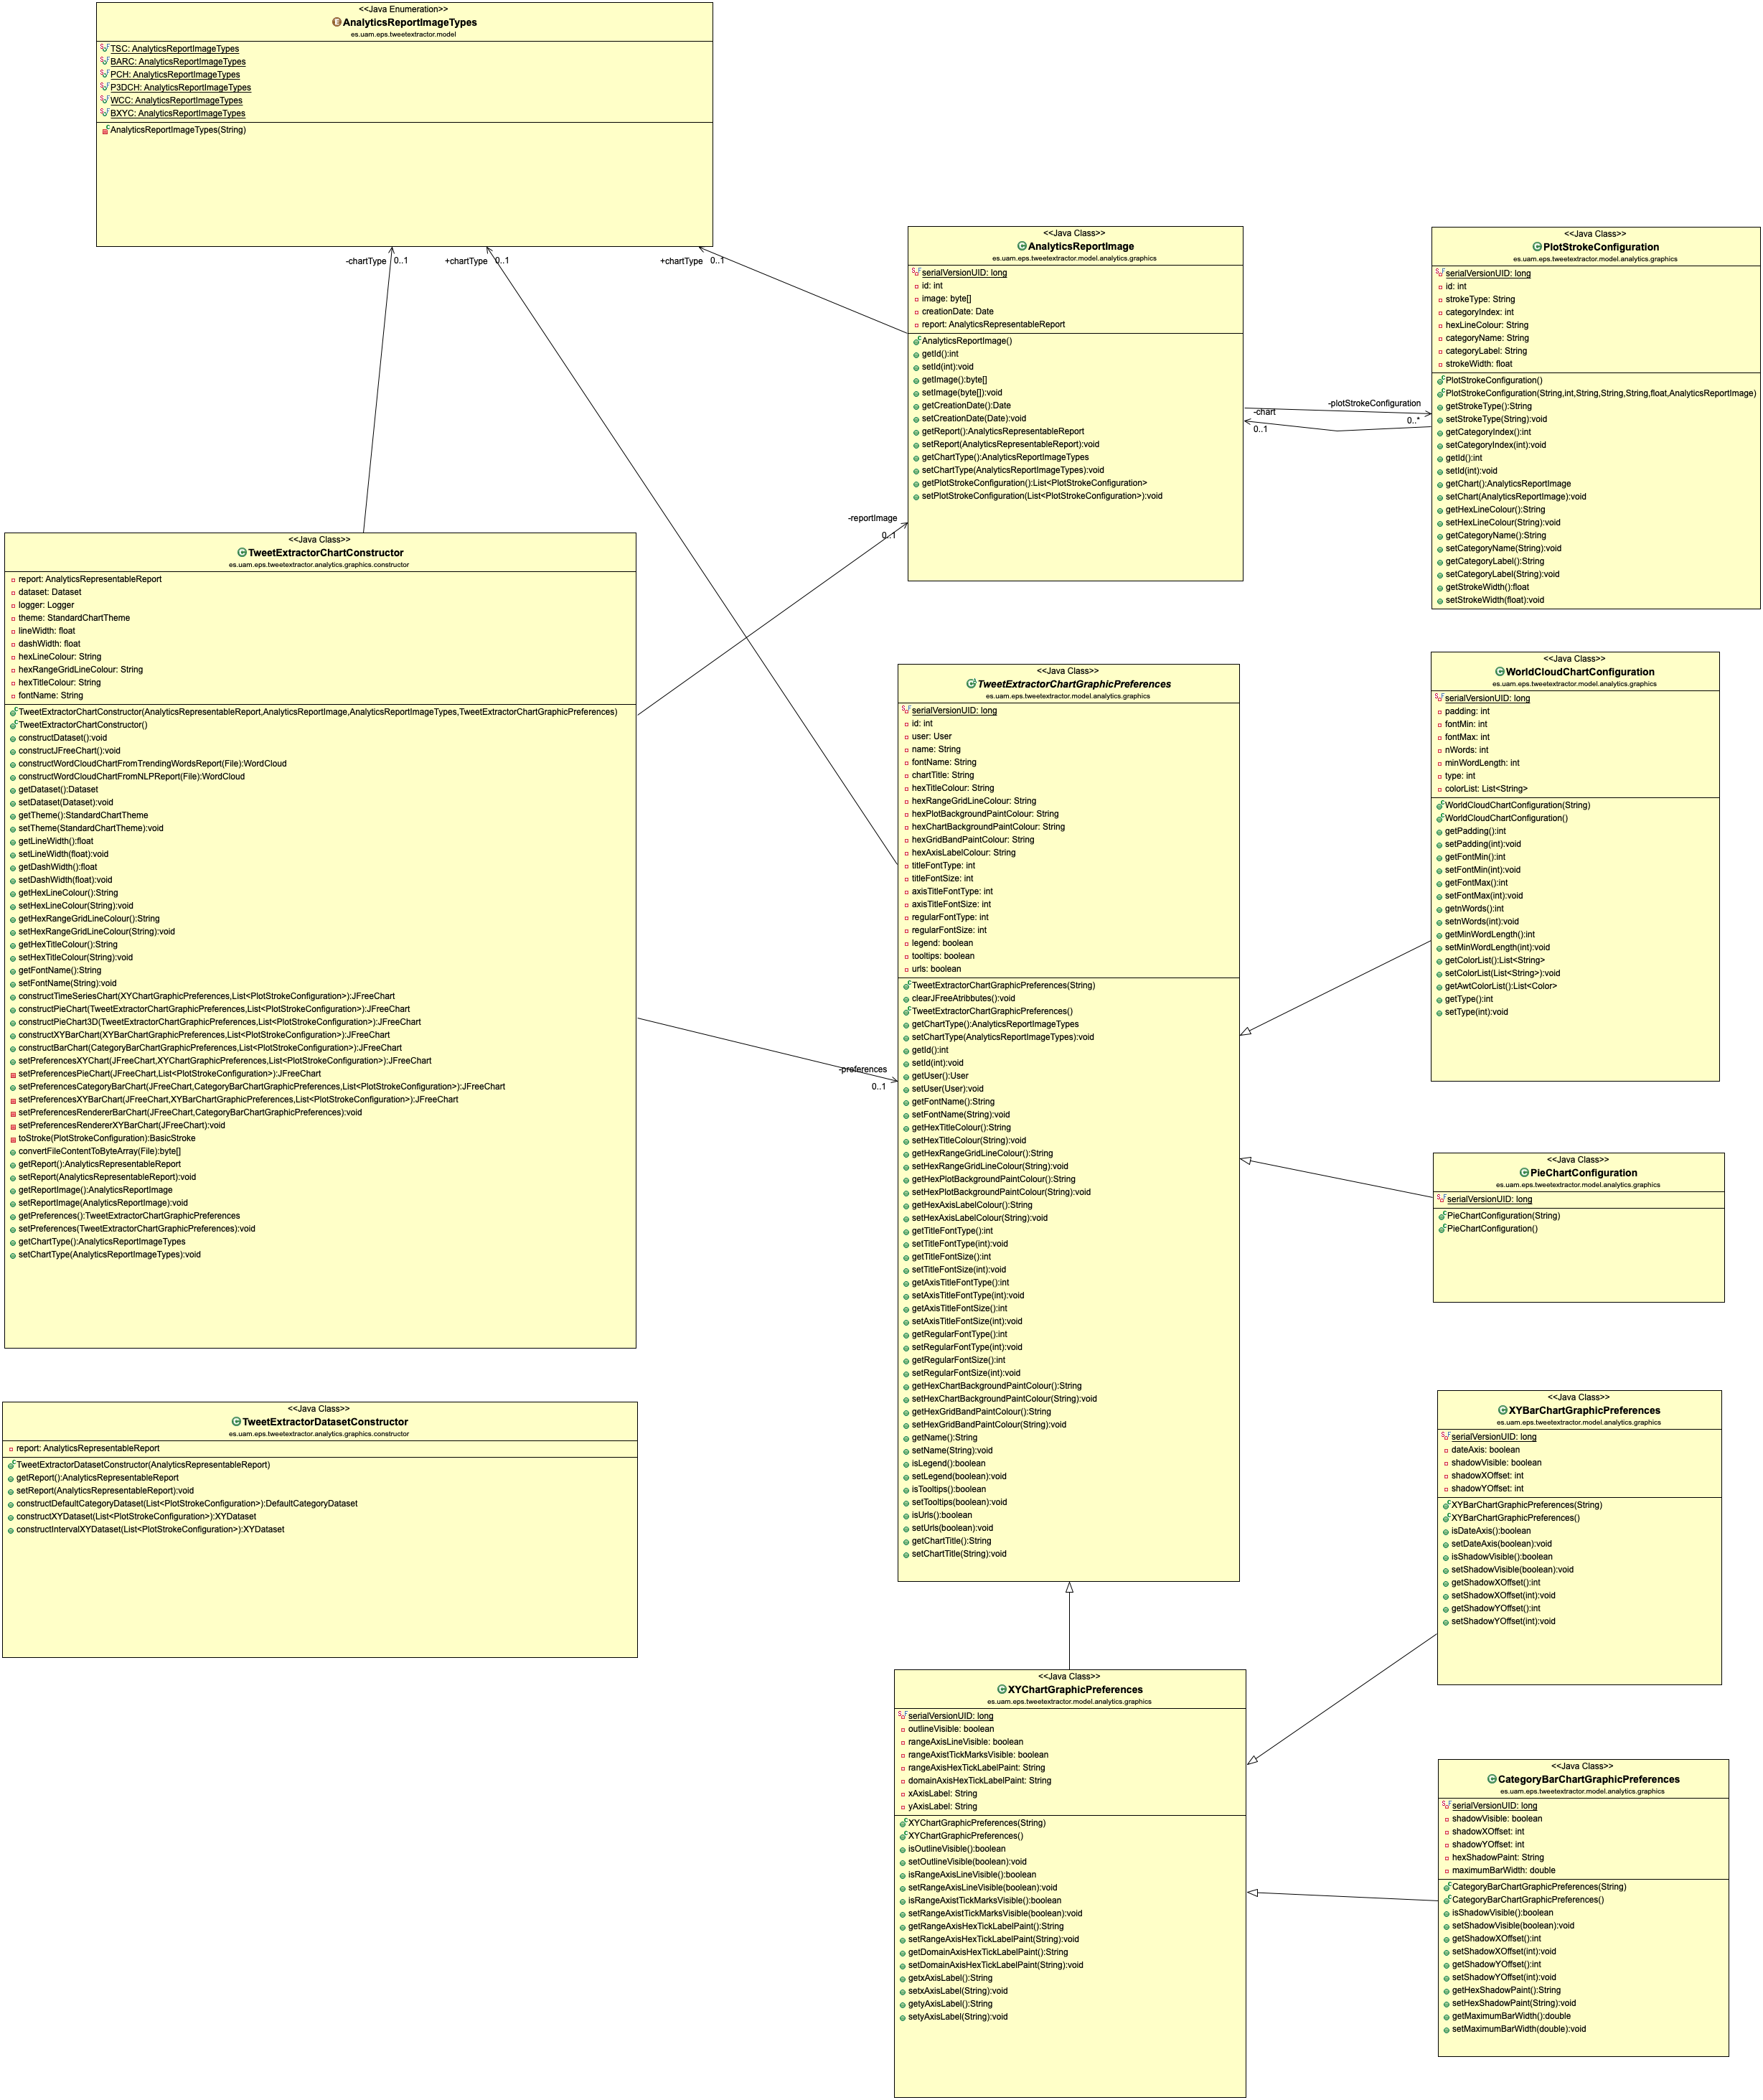 <<Java Enumeration>>
AnalyticsReportImageTypes
es.uam.eps.tweetextractor.model
TSC: AnalyticsReportImageTypes
BARC: AnalyticsReportImageTypes
PCH: AnalyticsReportImageTypes
P3DCH: AnalyticsReportImageTypes
WCC: AnalyticsReportImageTypes
BXYC: AnalyticsReportImageTypes
AnalyticsReportImageTypes(String)
-chartType 0..1
+chartType 0..1
+chartType 0..1
<<Java Class>>
AnalyticsReportImage
es.uam.eps.tweetextractor.model.analytics.graphics
serialVersionUID: long
id: int
image: byte[]
creationDate: Date
report: AnalyticsRepresentableReport
AnalyticsReportImage()
getId():int
setId(int):void
getImage():byte[]
setImage(byte[]):void
getCreationDate():Date
setCreationDate(Date):void
getReport():AnalyticsRepresentableReport
setReport(AnalyticsRepresentableReport):void
getChartType():AnalyticsReportImageTypes
setChartType(AnalyticsReportImageTypes):void
getPlotStrokeConfiguration():List<PlotStrokeConfiguration>
setPlotStrokeConfiguration(List<PlotStrokeConfiguration>):void
-plotStrokeConfiguration
0..*
-chart
0..1
<<Java Class>>
PlotStrokeConfiguration
es.uam.eps.tweetextractor.model.analytics.graphics
serialVersionUID: long
id: int
strokeType: String
categoryIndex: int
hexLineColour: String
categoryName: String
categoryLabel: String
strokeWidth: float
PlotStrokeConfiguration()
PlotStrokeConfiguration(String,int,String,String,String,float,AnalyticsReportImage)
getStrokeType():String
setStrokeType(String):void
getCategoryIndex():int
setCategoryIndex(int):void
getId():int
setId(int):void
getChart():AnalyticsReportImage
setChart(AnalyticsReportImage):void
getHexLineColour():String
setHexLineColour(String):void
getCategoryName():String
setCategoryName(String):void
getCategoryLabel():String
setCategoryLabel(String):void
getStrokeWidth():float
setStrokeWidth(float):void
<<Java Class>>
TweetExtractorChartConstructor
es.uam.eps.tweetextractor.analytics.graphics.constructor
report: AnalyticsRepresentableReport
dataset: Dataset
logger: Logger
theme: StandardChartTheme
lineWidth: float
dashWidth: float
hexLineColour: String
hexRangeGridLineColour: String
hexTitleColour: String
fontName: String
TweetExtractorChartConstructor(AnalyticsRepresentableReport,AnalyticsReportImage,AnalyticsReportImageTypes,TweetExtractorChartGraphicPreferences)
TweetExtractorChartConstructor()
constructDataset():void
constructJFreeChart():void
constructWordCloudChartFromTrendingWordsReport(File):WordCloud
constructWordCloudChartFromNLPReport(File):WordCloud
getDataset():Dataset
setDataset(Dataset):void
getTheme():StandardChartTheme
setTheme(StandardChartTheme):void
getLineWidth():float
setLineWidth(float):void
getDashWidth():float
setDashWidth(float):void
getHexLineColour():String
setHexLineColour(String):void
getHexRangeGridLineColour():String
setHexRangeGridLineColour(String):void
getHexTitleColour():String
setHexTitleColour(String):void
getFontName():String
setFontName(String):void
constructTimeSeriesChart(XYChartGraphicPreferences,List<PlotStrokeConfiguration>):JFreeChart
constructPieChart(TweetExtractorChartGraphicPreferences,List<PlotStrokeConfiguration>):JFreeChart
constructPieChart3D(TweetExtractorChartGraphicPreferences,List<PlotStrokeConfiguration>):JFreeChart
constructXYBarChart(XYBarChartGraphicPreferences,List<PlotStrokeConfiguration>):JFreeChart
constructBarChart(CategoryBarChartGraphicPreferences,List<PlotStrokeConfiguration>):JFreeChart
setPreferencesXYChart(JFreeChart,XYChartGraphicPreferences,List<PlotStrokeConfiguration>):JFreeChart
setPreferencesPieChart(JFreeChart,List<PlotStrokeConfiguration>):JFreeChart
setPreferencesCategoryBarChart(JFreeChart,CategoryBarChartGraphicPreferences,List<PlotStrokeConfiguration>):JFreeChart
setPreferencesXYBarChart(JFreeChart,XYBarChartGraphicPreferences,List<PlotStrokeConfiguration>):JFreeChart
setPreferencesRendererBarChart(JFreeChart,CategoryBarChartGraphicPreferences):void
setPreferencesRendererXYBarChart(JFreeChart):void
toStroke(PlotStrokeConfiguration):BasicStroke
convertFileContentToByteArray(File):byte[]
getReport():AnalyticsRepresentableReport
setReport(AnalyticsRepresentableReport):void
getReportImage():AnalyticsReportImage
setReportImage(AnalyticsReportImage):void
getPreferences():TweetExtractorChartGraphicPreferences
setPreferences(TweetExtractorChartGraphicPreferences):void
getChartType():AnalyticsReportImageTypes
setChartType(AnalyticsReportImageTypes):void
-reportImage
0..1
-preferences
0..1
<<Java Class>>
TweetExtractorChartGraphicPreferences
es.uam.eps.tweetextractor.model.analytics.graphics
serialVersionUID: long
id: int
user: User
name: String
fontName: String
chartTitle: String
hexTitleColour: String
hexRangeGridLineColour: String
hexPlotBackgroundPaintColour: String
hexChartBackgroundPaintColour: String
hexGridBandPaintColour: String
hexAxisLabelColour: String
titleFontType: int
titleFontSize: int
axisTitleFontType: int
axisTitleFontSize: int
regularFontType: int
regularFontSize: int
legend: boolean
tooltips: boolean
urls: boolean
TweetExtractorChartGraphicPreferences(String)
clearJFreeAtribbutes():void
TweetExtractorChartGraphicPreferences()
getChartType():AnalyticsReportImageTypes
setChartType(AnalyticsReportImageTypes):void
getId():int
setId(int):void
getUser():User
setUser(User):void
getFontName():String
setFontName(String):void
getHexTitleColour():String
setHexTitleColour(String):void
getHexRangeGridLineColour():String
setHexRangeGridLineColour(String):void
getHexPlotBackgroundPaintColour():String
setHexPlotBackgroundPaintColour(String):void
getHexAxisLabelColour():String
setHexAxisLabelColour(String):void
getTitleFontType():int
setTitleFontType(int):void
getTitleFontSize():int
setTitleFontSize(int):void
getAxisTitleFontType():int
setAxisTitleFontType(int):void
getAxisTitleFontSize():int
setAxisTitleFontSize(int):void
getRegularFontType():int
setRegularFontType(int):void
getRegularFontSize():int
setRegularFontSize(int):void
getHexChartBackgroundPaintColour():String
setHexChartBackgroundPaintColour(String):void
getHexGridBandPaintColour():String
setHexGridBandPaintColour(String):void
getName():String
setName(String):void
isLegend():boolean
setLegend(boolean):void
isTooltips():boolean
setTooltips(boolean):void
isUrls():boolean
setUrls(boolean):void
getChartTitle():String
setChartTitle(String):void
<<Java Class>>
WorldCloudChartConfiguration
es.uam.eps.tweetextractor.model.analytics.graphics
serialVersionUID: long
padding: int
fontMin: int
fontMax: int
nWords: int
minWordLength: int
type: int
colorList: List<String>
WorldCloudChartConfiguration(String)
WorldCloudChartConfiguration()
getPadding():int
setPadding(int):void
getFontMin():int
setFontMin(int):void
getFontMax():int
setFontMax(int):void
getnWords():int
setnWords(int):void
getMinWordLength():int
setMinWordLength(int):void
getColorList():List<String>
setColorList(List<String>):void
getAwtColorList():List<Color>
getType():int
setType(int):void
<<Java Class>>
PieChartConfiguration
es.uam.eps.tweetextractor.model.analytics.graphics
serialVersionUID: long
PieChartConfiguration(String)
PieChartConfiguration()
<<Java Class>>
TweetExtractorDatasetConstructor
es.uam.eps.tweetextractor.analytics.graphics.constructor
report: AnalyticsRepresentableReport
TweetExtractorDatasetConstructor(AnalyticsRepresentableReport)
getReport():AnalyticsRepresentableReport
setReport(AnalyticsRepresentableReport):void
constructDefaultCategoryDataset(List<PlotStrokeConfiguration>):DefaultCategoryDataset
constructXYDataset(List<PlotStrokeConfiguration>):XYDataset
constructIntervalXYDataset(List<PlotStrokeConfiguration>):XYDataset
<<Java Class>>
XYBarChartGraphicPreferences
es.uam.eps.tweetextractor.model.analytics.graphics
serialVersionUID: long
dateAxis: boolean
shadowVisible: boolean
shadowXOffset: int
shadowYOffset: int
XYBarChartGraphicPreferences(String)
XYBarChartGraphicPreferences()
isDateAxis():boolean
setDateAxis(boolean):void
isShadowVisible():boolean
setShadowVisible(boolean):void
getShadowXOffset():int
setShadowXOffset(int):void
getShadowYOffset():int
setShadowYOffset(int):void
<<Java Class>>
XYChartGraphicPreferences
es.uam.eps.tweetextractor.model.analytics.graphics
serialVersionUID: long
outlineVisible: boolean
rangeAxisLineVisible: boolean
rangeAxistTickMarksVisible: boolean
rangeAxisHexTickLabelPaint: String
domainAxisHexTickLabelPaint: String
xAxisLabel: String
yAxisLabel: String
XYChartGraphicPreferences(String)
XYChartGraphicPreferences()
isOutlineVisible():boolean
setOutlineVisible(boolean):void
isRangeAxisLineVisible():boolean
setRangeAxisLineVisible(boolean):void
isRangeAxistTickMarksVisible():boolean
setRangeAxistTickMarksVisible(boolean):void
getRangeAxisHexTickLabelPaint():String
setRangeAxisHexTickLabelPaint(String):void
getDomainAxisHexTickLabelPaint():String
setDomainAxisHexTickLabelPaint(String):void
getxAxisLabel():String
setxAxisLabel(String):void
getyAxisLabel():String
setyAxisLabel(String):void
<<Java Class>>
CategoryBarChartGraphicPreferences
es.uam.eps.tweetextractor.model.analytics.graphics
serialVersionUID: long
shadowVisible: boolean
shadowXOffset: int
shadowYOffset: int
hexShadowPaint: String
maximumBarWidth: double
CategoryBarChartGraphicPreferences(String)
CategoryBarChartGraphicPreferences()
isShadowVisible():boolean
setShadowVisible(boolean):void
getShadowXOffset():int
setShadowXOffset(int):void
getShadowYOffset():int
setShadowYOffset(int):void
getHexShadowPaint():String
setHexShadowPaint(String):void
getMaximumBarWidth():double
setMaximumBarWidth(double):void